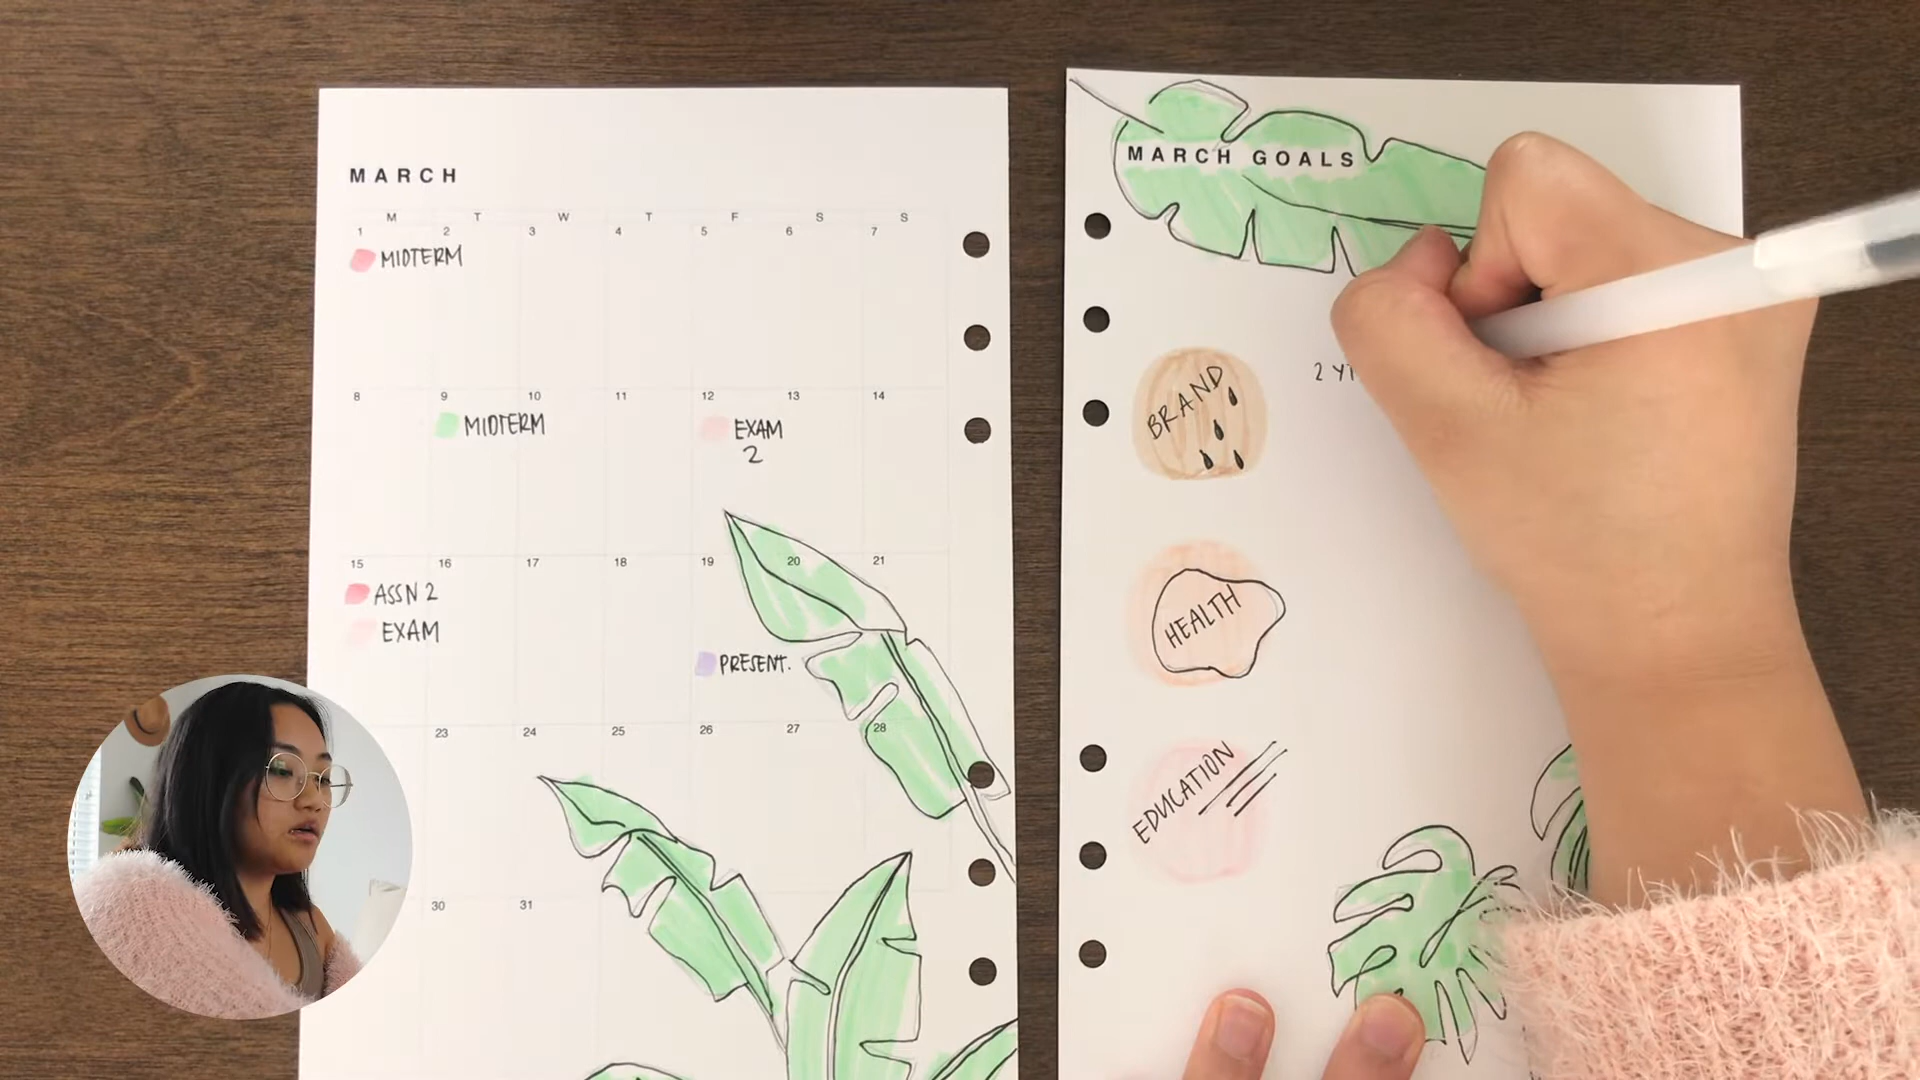 MARCH
M T W T F S S
1 2 3 4 5 6 7
MIDTERM
8 9 10 11 12 13 14
MIDTERM
EXAM
2
15 16 17 18 19 20 21
ASSN 2
EXAM
PRESENT.
23 24 25 26 27 28
30 31
MARCH GOALS
2
BRAND
HEALTH
EDUCATION